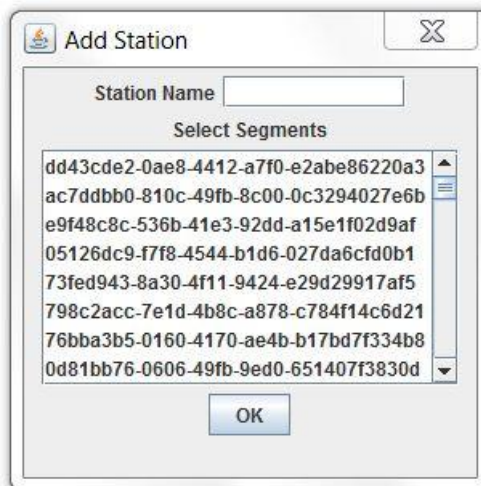 Add Station
Station Name
Select Segments
dd43cde2-0ae8-4412-a7f0-e2abe86220a3
ac7ddbb0-810c-49fb-8c00-0c3294027e6b
e9f48c8c-536b-41e3-92dd-a15e1f02d9af
05126dc9-f7f8-4544-b1d6-027da6cfd0b1
73fed943-8a30-4f11-9424-e29d29917af5
798c2acc-7e1d-4b8c-a878-c784f14c6d21
76bba3b5-0160-4170-ae4b-b17bd7f334b8
0d81bb76-0606-49fb-9ed0-651407f3830d
OK